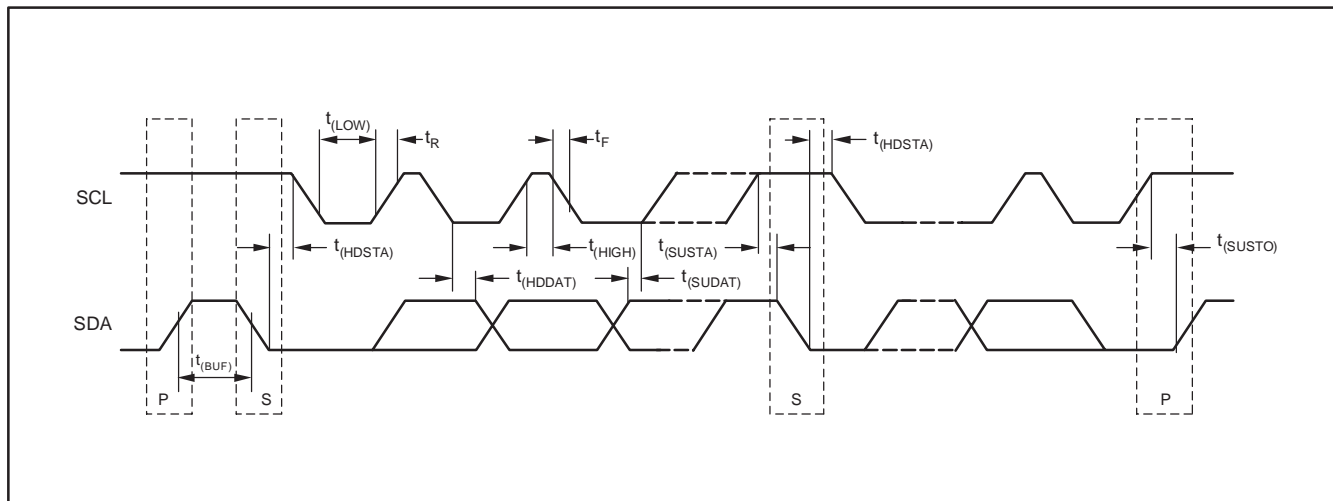 t(LOW)
tR
tF
t(HDSTA)
SCL
t(HDSTA)
t(HIGH)
t(SUSTA)
t(SUSTO)
t(HDDAT)
t(SUDAT)
SDA
t(BUF)
P
S
S
P